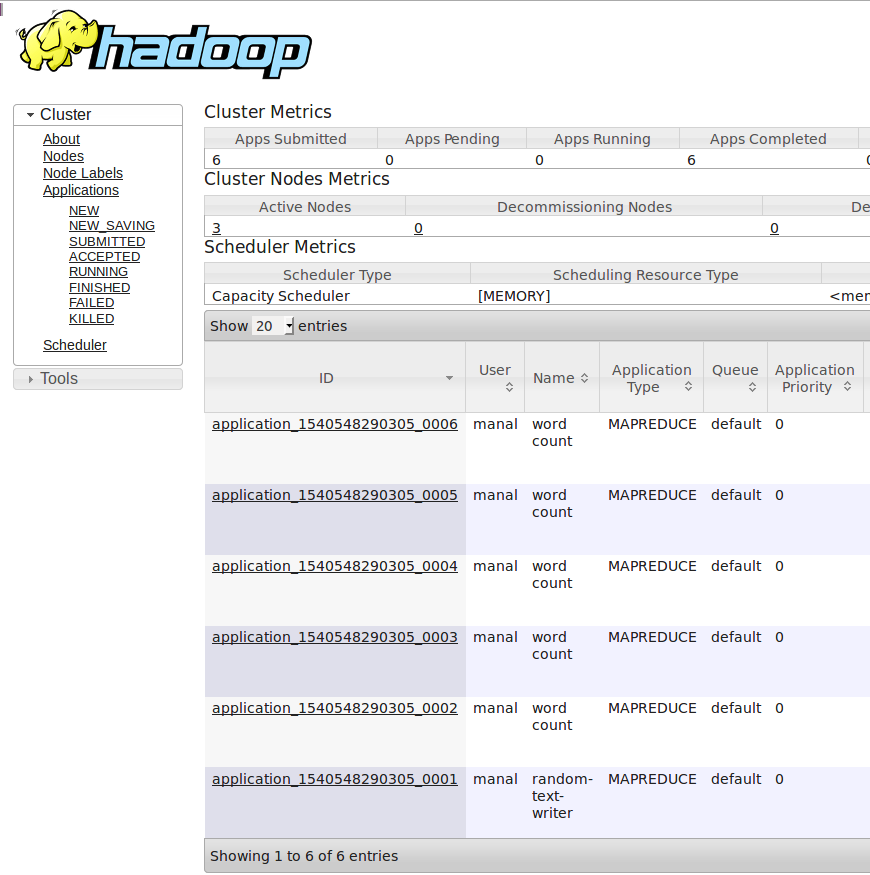 hadoop
Cluster
About
Nodes
Node Labels
Applications
NEW
NEW_SAVING
SUBMITTED
ACCEPTED
RUNNING
FINISHED
FAILED
KILLED
Scheduler
Tools
Cluster Metrics
Apps Submitted Apps Pending Apps Running Apps Completed
6 0 0 6
Cluster Nodes Metrics
Active Nodes Decommissioning Nodes De
3 0 0
Scheduler Metrics
Scheduler Type Scheduling Resource Type
Capacity Scheduler [MEMORY] <mer
Show 20 entries
ID User Name Application Type Queue Application Priority
application_1540548290305_0006 manal word MAPREDUCE default 0
count
application_1540548290305_0005 manal word MAPREDUCE default 0
count
application_1540548290305_0004 manal word MAPREDUCE default 0
count
application_1540548290305_0003 manal word MAPREDUCE default 0
count
application_1540548290305_0002 manal word MAPREDUCE default 0
count
application_1540548290305_0001 manal random- MAPREDUCE default 0
text-
writer
Showing 1 to 6 of 6 entries